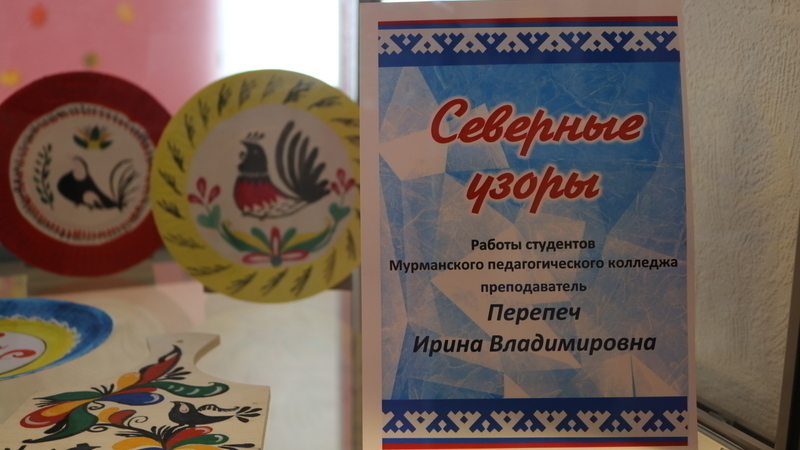 Северные
узоры
Работы студентов
Мурманского педагогического колледжа
преподаватель
Перепеч
Ирина Владимировна